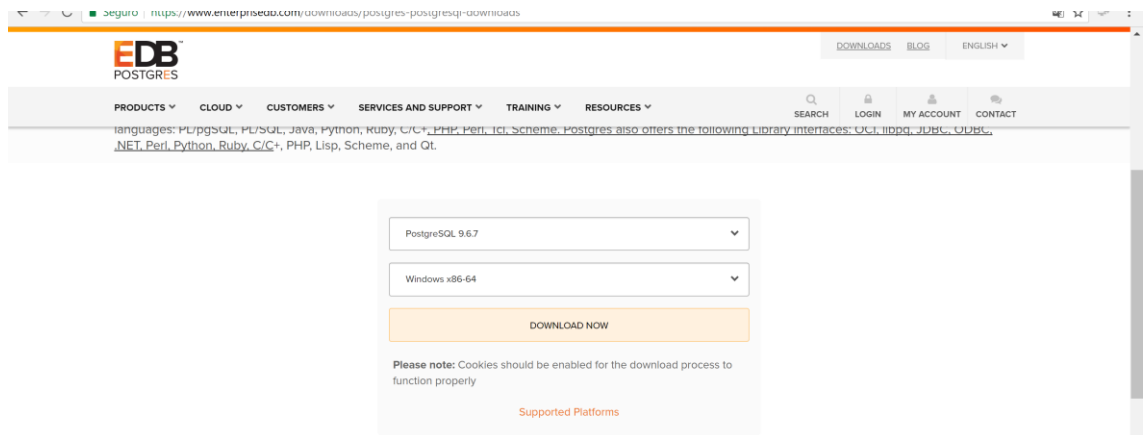 Seguro https://www.enterprisedb.com/downloads/postgres-postgresql-downloads
EDB™
POSTGRES
DOWNLOADS BLOG ENGLISH
PRODUCTS CLOUD CUSTOMERS SERVICES AND SUPPORT TRAINING RESOURCES SEARCH LOGIN MY ACCOUNT CONTACT
languages: PL/pgSQL, PL/SQL, Java, Python, Ruby, C/C+, PHP, Perl, Tcl, Scheme. Postgres also offers the following Library interfaces: OCI, libpq, JDBC, ODBC,
.NET, Perl, Python, Ruby, C/C+, PHP, Lisp, Scheme, and Qt.
PostgreSQL 9.6.7
Windows x86-64
DOWNLOAD NOW
Please note: Cookies should be enabled for the download process to
function properly
Supported Platforms